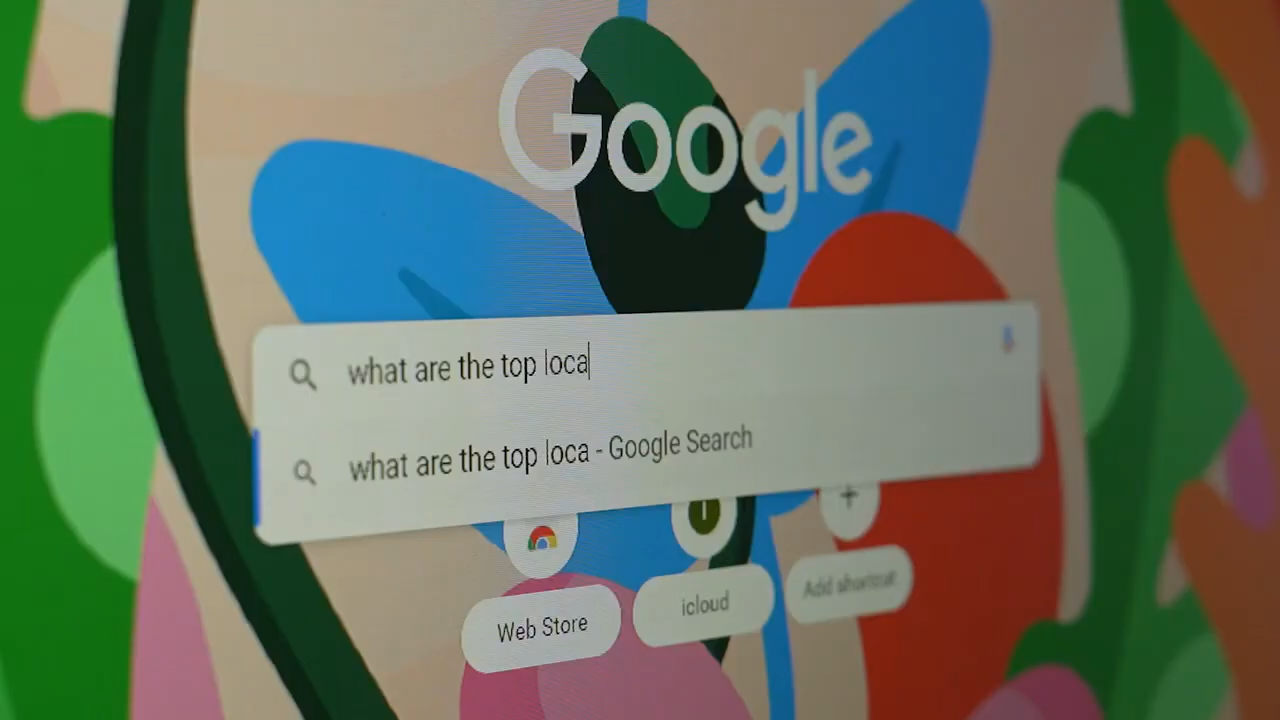 Google
what are the top loca
what are the top loca - Google Search
Web Store
icloud
Add shortcut